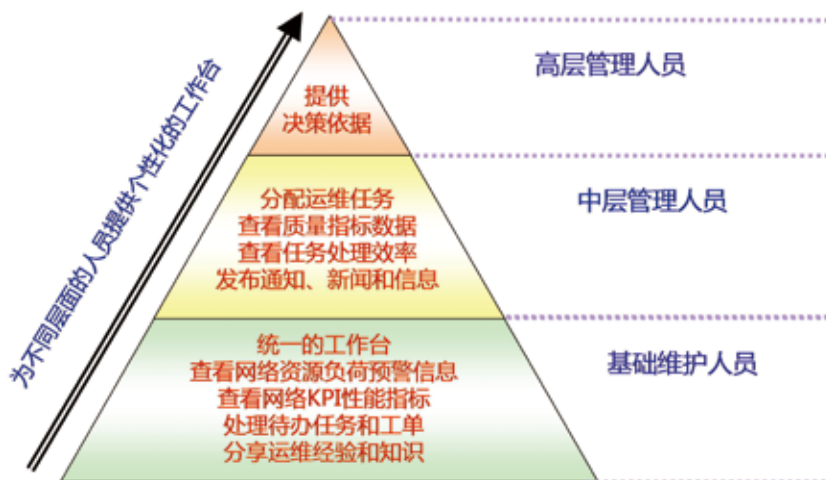 为不同层面的人员提供个性化的工作台
提供
决策依据
高层管理人员
分配运维任务
查看质量指标数据
查看任务处理效率
发布通知、新闻和信息
中层管理人员
统一的工作台
查看网络资源负荷预警信息
查看网络KPI性能指标
处理待办任务和工单
分享运维经验和知识
基础维护人员